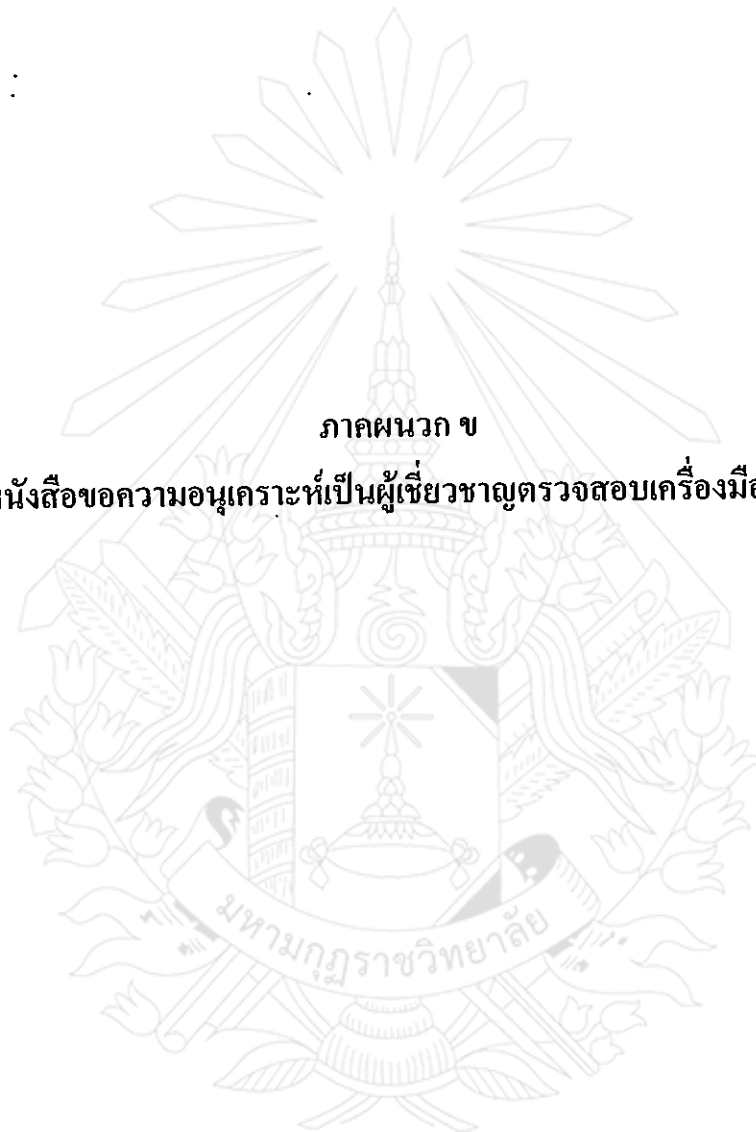 ภาคผนวก ข
หนังสือขอความอนุเคราะห์เป็นผู้เชี่ยวชาญตรวจสอบเครื่องมือ
มหามกุฏราชวิทยาลัย